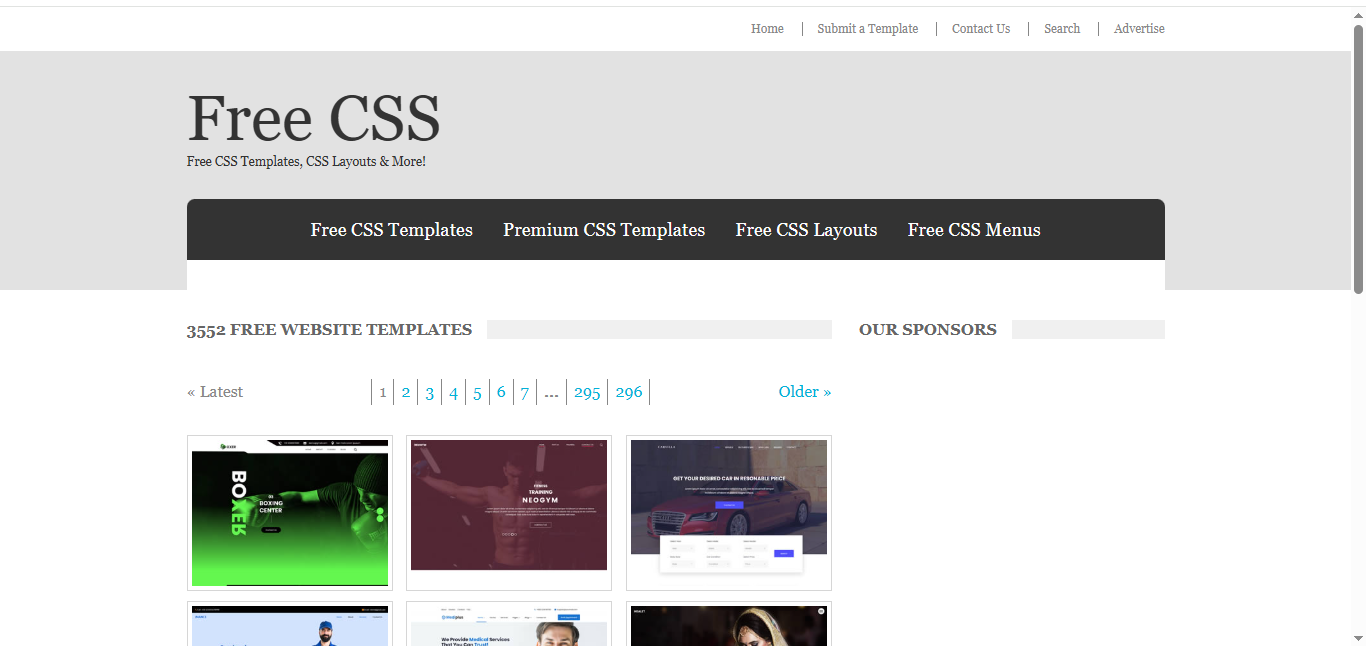 Home
Submit a Template
Contact Us
Search
Advertise
Free CSS
Free CSS Templates, CSS Layouts & More!
Free CSS Templates
Premium CSS Templates
Free CSS Layouts
Free CSS Menus
3552 FREE WEBSITE TEMPLATES
OUR SPONSORS
« Latest
1 2 3 4 5 6 7 ... 295 296
Older »
BOXER
BOXING
CENTER
FITNESS
TRAINING
NEOGYM
GET YOUR DESIRED CAR IN RESONABLE PRICE
Mediplus
We Provide Medical Services
That You Can Trust!